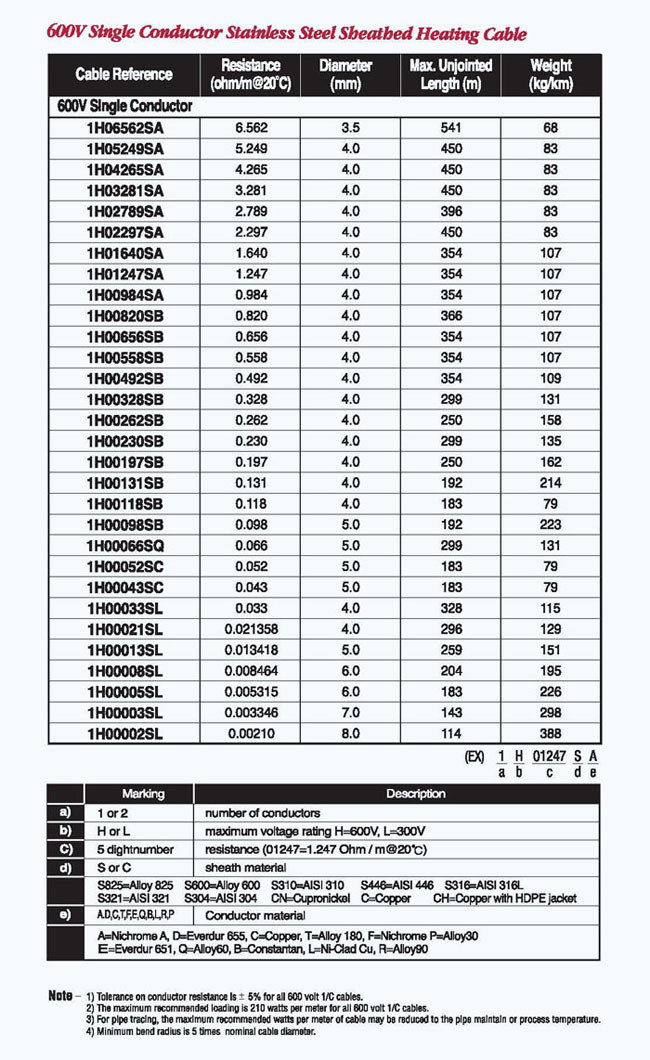 600V Single Conductor Stainless Steel Sheathed Heating Cable
Cable Reference Resistance (ohm/m@20°C) Diameter (mm) Max. Unjointed Length (m) Weight (kg/km)
600V Single Conductor
1H06562SA 6.562 3.5 541 68
1H05249SA 5.249 4.0 450 83
1H04265SA 4.265 4.0 450 83
1H03281SA 3.281 4.0 450 83
1H02789SA 2.789 4.0 396 83
1H02297SA 2.297 4.0 450 83
1H01640SA 1.640 4.0 354 107
1H01247SA 1.247 4.0 354 107
1H00984SA 0.984 4.0 354 107
1H00820SB 0.820 4.0 366 107
1H00656SB 0.656 4.0 354 107
1H00558SB 0.558 4.0 354 107
1H00492SB 0.492 4.0 354 109
1H00328SB 0.328 4.0 299 131
1H00262SB 0.262 4.0 250 158
1H00230SB 0.230 4.0 299 135
1H00197SB 0.197 4.0 250 162
1H00131SB 0.131 4.0 192 214
1H00118SB 0.118 4.0 183 79
1H00098SB 0.098 5.0 192 223
1H00066SQ 0.066 5.0 299 131
1H00052SC 0.052 5.0 183 79
1H00043SC 0.043 5.0 183 79
1H00033SL 0.033 4.0 328 115
1H00021SL 0.021358 4.0 296 129
1H00013SL 0.013418 5.0 259 151
1H00008SL 0.008464 6.0 204 195
1H00005SL 0.005315 6.0 183 226
1H00003SL 0.003346 7.0 143 298
1H00002SL 0.00210 8.0 114 388
(EX) 1 H 01247 S A
a b c d e
Marking Description
a) 1 or 2 number of conductors
b) H or L maximum voltage rating H=600V, L=300V
C) 5 dightnumber resistance (01247=1.247 Ohm / m@20℃)
d) S or C sheath material
S825=Alloy 825 S600=Alloy 600 S310=AISI 310 S446=AISI 446 S316=AISI 316L
S321=AISI 321 S304=AISI 304 CN=Cupronickel C=Copper CH=Copper with HDPE jacket
e) A,D,C,T,F,E,Q,B,L,R,P Conductor material
A=Nichrome A, D=Everdur 655, C=Copper, T=Alloy 180, F=Nichrome P=Alloy30
E=Everdur 651, Q=Alloy60, B=Constantan, L=Ni-Clad Cu, R=Alloy90
Note – 1) Tolerance on conductor resistance is ± 5% for all 600 volt 1/C cables.
2) The maximum recommended loading is 210 watts per meter for all 600 volt 1/C cables.
3) For pipe tracing, the maximum recommended watts per meter of cable may be reduced to the pipe maintain or process temperature.
4) Minimum bend radius is 5 times nominal cable diameter.